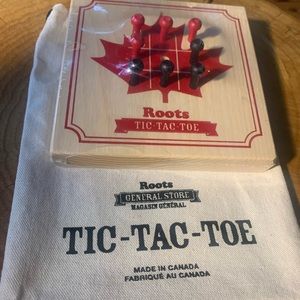 Roots
TIC-TAC-TOE
Roots
GENERAL STORE
MAGASIN GÉNÉRAL
TIC-TAC-TOE
MADE IN CANADA
FABRIQUÉ AU CANADA